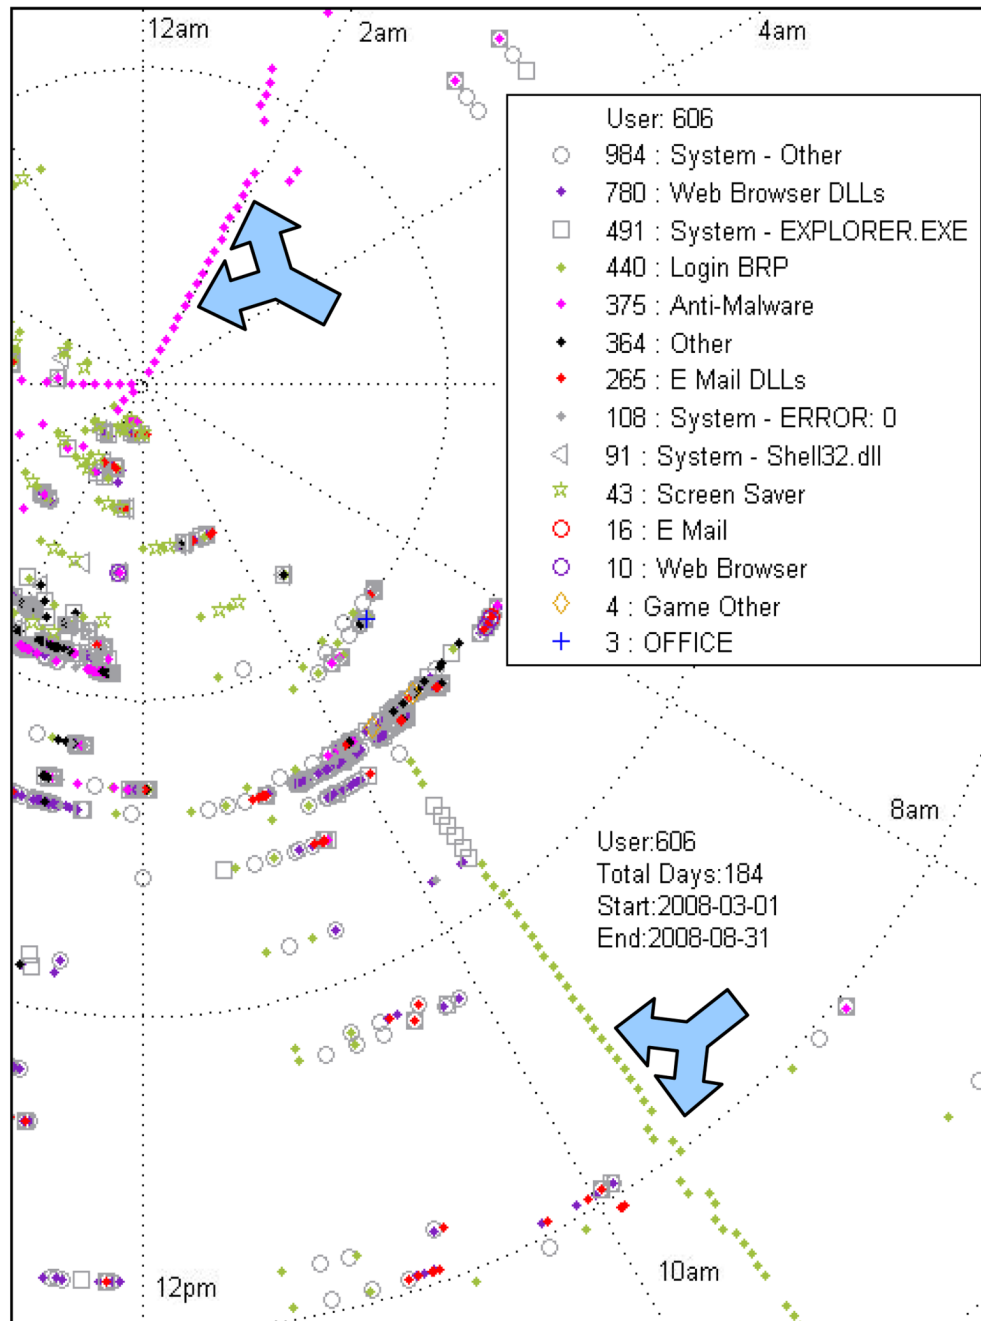 12am
2am
4am
User: 606
984 : System - Other
780 : Web Browser DLLs
491 : System - EXPLORER.EXE
440 : Login BRP
375 : Anti-Malware
364 : Other
265 : E Mail DLLs
108 : System - ERROR: 0
91 : System - Shell32.dll
43 : Screen Saver
16 : E Mail
10 : Web Browser
4 : Game Other
3 : OFFICE
8am
User:606
Total Days:184
Start:2008-03-01
End:2008-08-31
10am
12pm